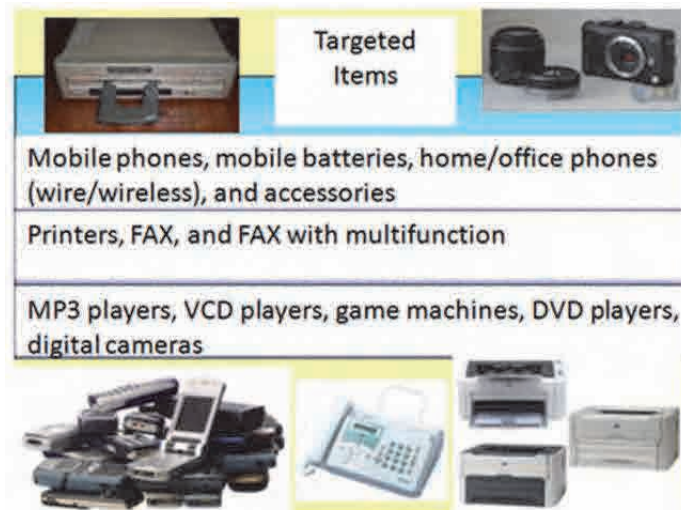 Targeted
Items
Mobile phones, mobile batteries, home/office phones
(wire/wireless), and accessories
Printers, FAX, and FAX with multifunction
MP3 players, VCD players, game machines, DVD players,
digital cameras